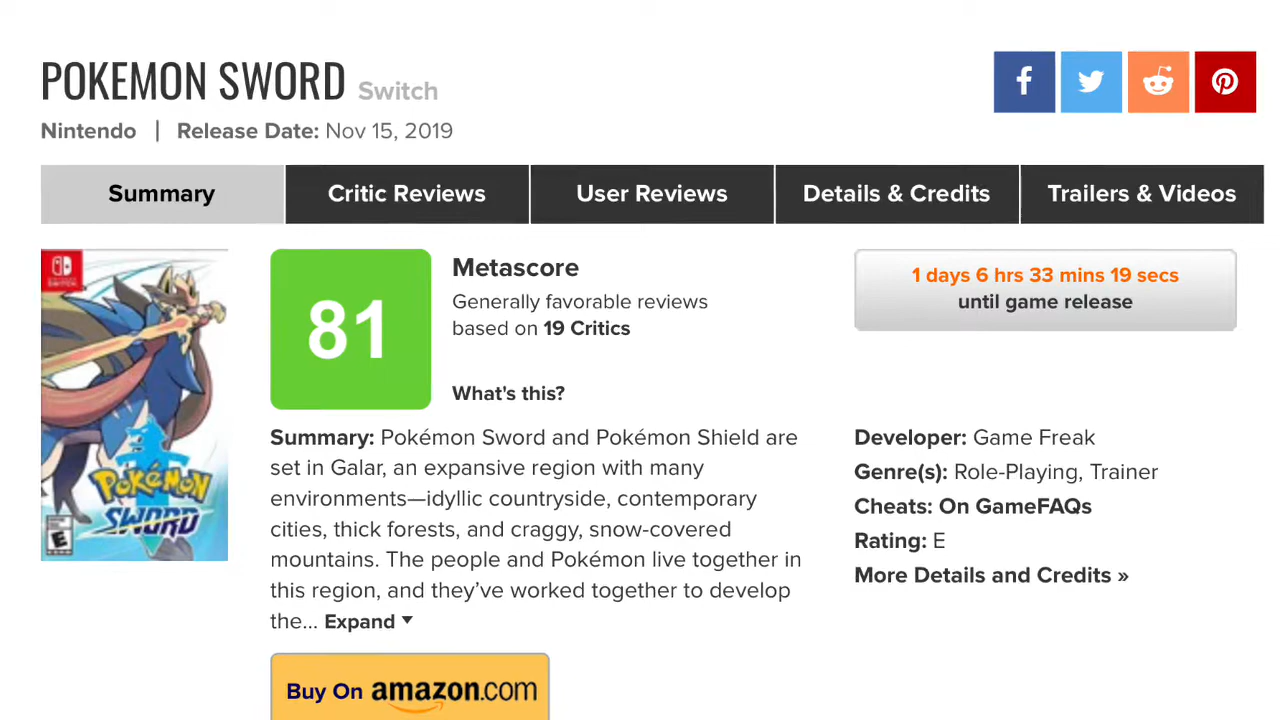 POKEMON SWORD Switch
Nintendo | Release Date: Nov 15, 2019
Summary
Critic Reviews
User Reviews
Details & Credits
Trailers & Videos
81
Metascore
Generally favorable reviews
based on 19 Critics
What's this?
1 days 6 hrs 33 mins 19 secs
until game release
Summary: Pokémon Sword and Pokémon Shield are
set in Galar, an expansive region with many
environments—idyllic countryside, contemporary
cities, thick forests, and craggy, snow-covered
mountains. The people and Pokémon live together in
this region, and they’ve worked together to develop
the... Expand
Developer: Game Freak
Genre(s): Role-Playing, Trainer
Cheats: On GameFAQs
Rating: E
More Details and Credits »
POKéMON
SWORD
E
Buy On amazon.com